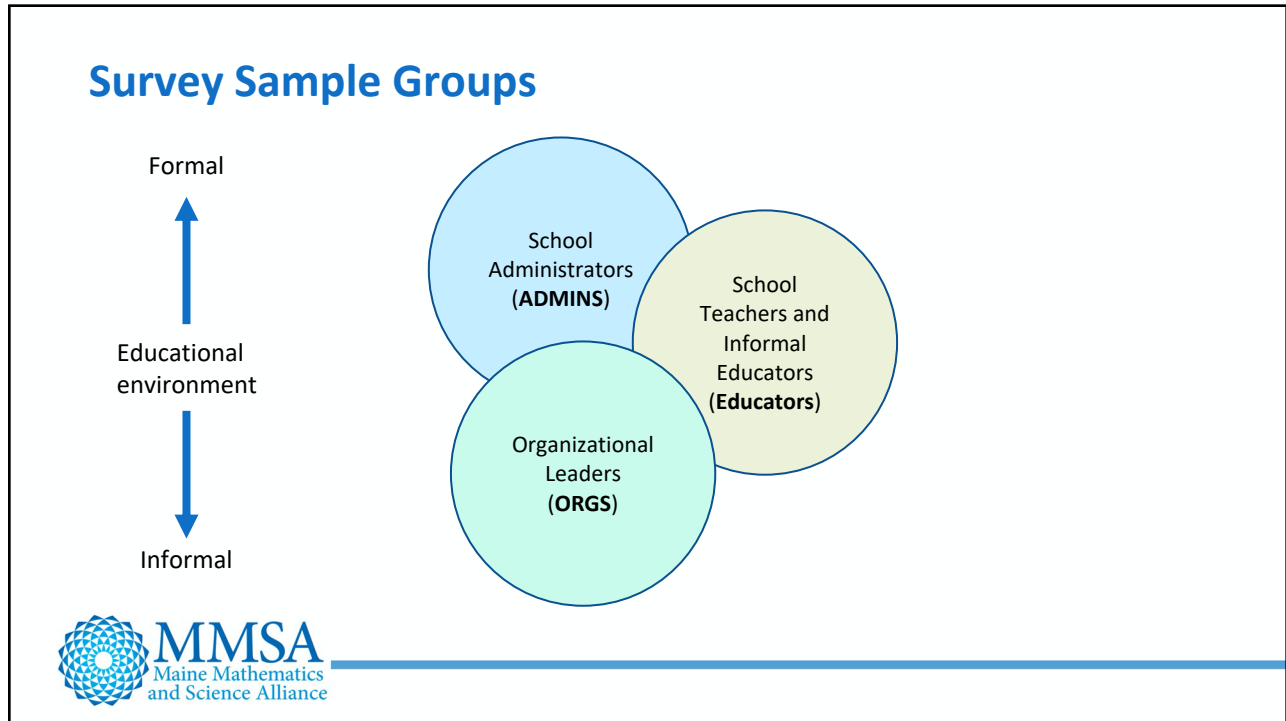 Survey Sample Groups
Formal
Educational
environment
Informal
School
Administrators
(ADMINS)
School
Teachers and
Informal
Educators
(Educators)
Organizational
Leaders
(ORGS)
MMSA
Maine Mathematics
and Science Alliance